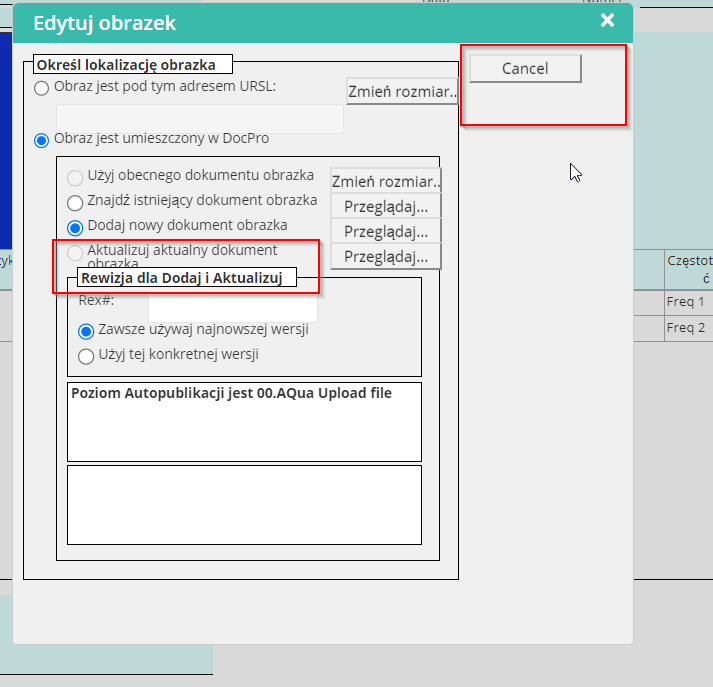 Edytuj obrazek ×
Określ lokalizację obrazka
Cancel
Obraz jest pod tym adresem URSL:
Zmień rozmiar..
Obraz jest umieszczony w DocPro
Użyj obecnego dokumentu obrazka
Zmień rozmiar..
Znajdź istniejący dokument obrazka
Przeglądaj...
Dodaj nowy dokument obrazka
Przeglądaj...
Aktualizuj aktualny dokument
obrazka
Przeglądaj...
Rewizja dla Dodaj i Aktualizuj
Rex#:
Zawsze używaj najnowszej wersji
Użyj tej konkretnej wersji
Poziom Autopublikacji jest 00.AQua Upload file
Częstot
ć
Freq 1
Freq 2